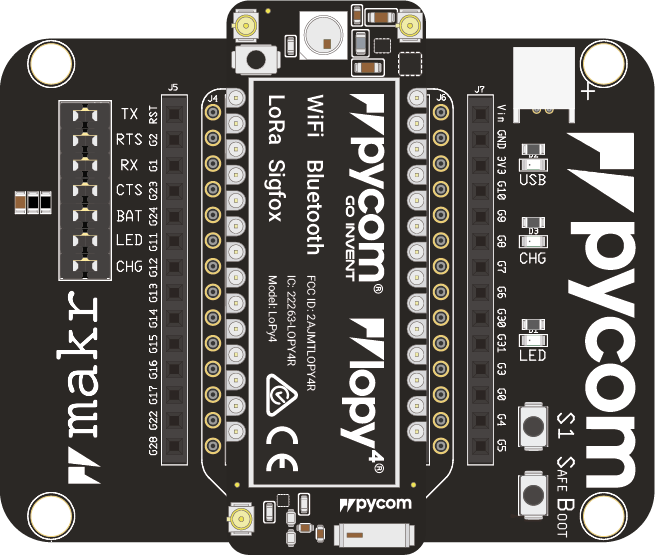 J5
J4
J6
J7
TX
RTS
RX
CTS
BAT
LED
CHG
RST
G2
G1
G23
G24
G11
G12
G13
G14
G15
G16
G17
G22
G28
makr
WiFi Bluetooth
LoRa Sigfox
pycom®
GO INVENT
FCC ID: 2AJMTLOPY4R
IC: 22263-LOPY4R
Model: LoPy4
lopy4®
CE
pycom
Vin
GND
3V3
G10
G9
G8
G7
G6
G30
G31
G3
G0
G4
G5
+
USB
D3
CHG
LED
S1
SAFE BOOT
pycom